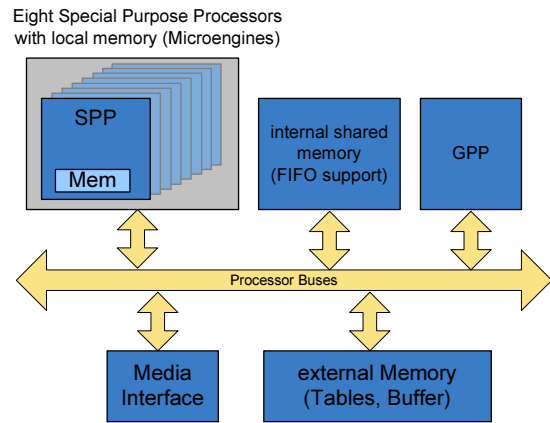 Eight Special Purpose Processors
with local memory (Microengines)
SPP
Mem
internal shared
memory
(FIFO support)
GPP
Processor Buses
Media
Interface
external Memory
(Tables, Buffer)